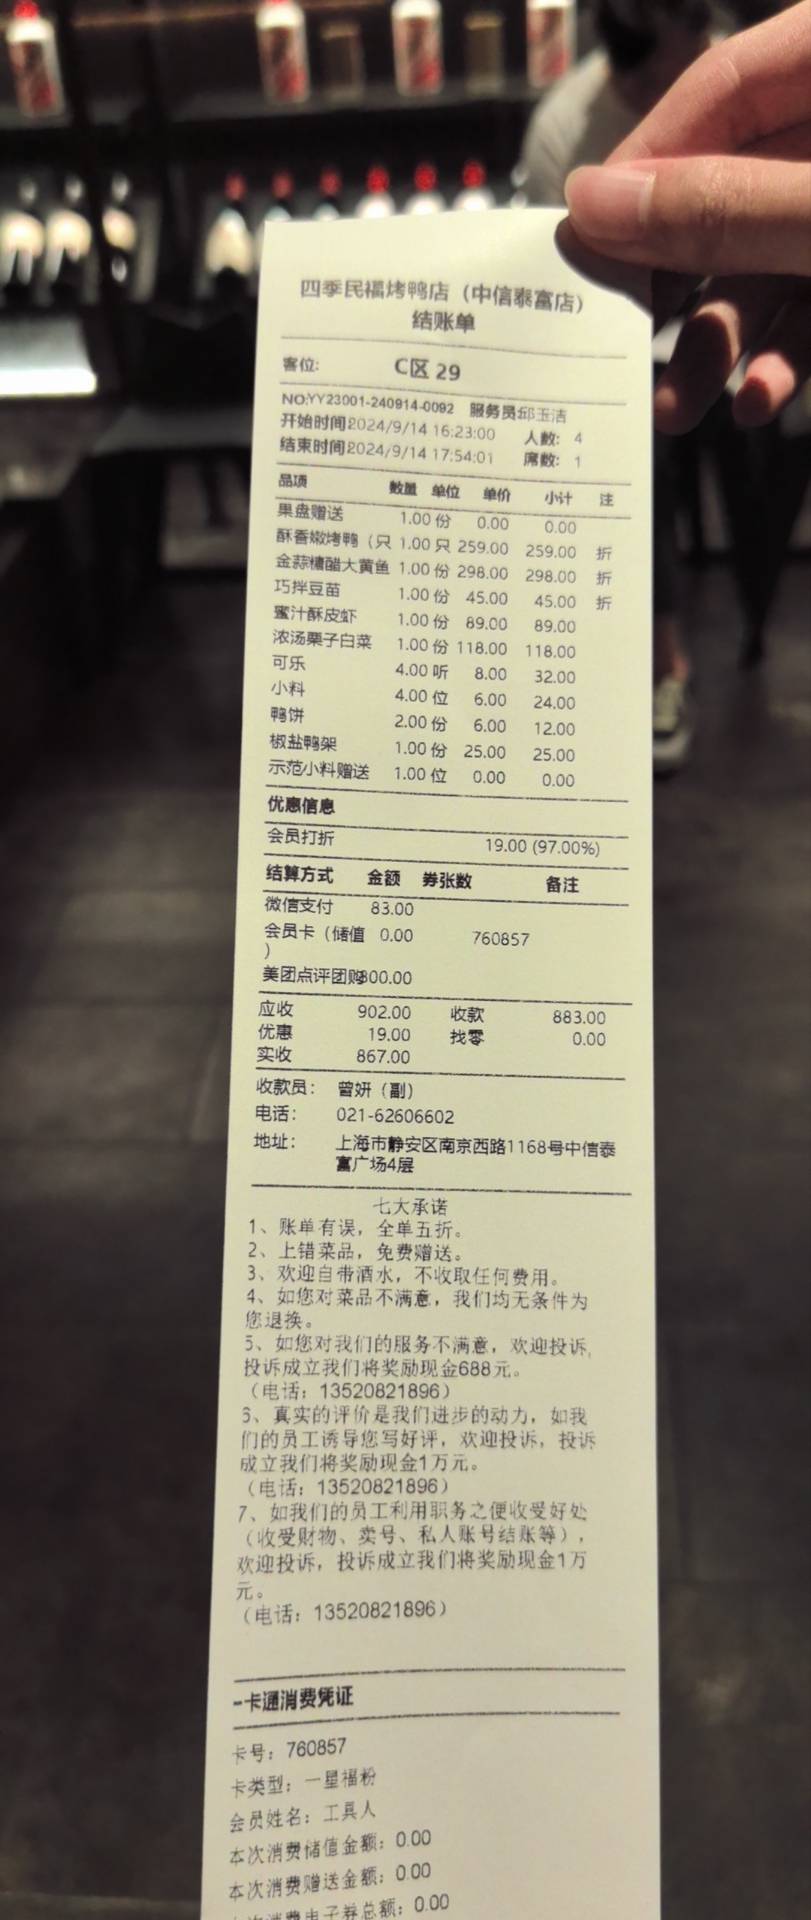 四季民福烤鸭店（中信泰富店）
结账单
客位: C区 29
NO:YY23001-240914-0092 服务员:邱玉洁
开始时间:2024/9/14 16:23:00 人数: 4
结束时间:2024/9/14 17:54:01 席数: 1
品项 数量 单位 单价 小计 注
果盘赠送 1.00 份 0.00 0.00
酥香嫩烤鸭（只 1.00 只 259.00 259.00 折
金蒜糖醋大黄鱼 1.00 份 298.00 298.00 折
巧拌豆苗 1.00 份 45.00 45.00 折
蜜汁酥皮虾 1.00 份 89.00 89.00
浓汤栗子白菜 1.00 份 118.00 118.00
可乐 4.00 听 8.00 32.00
小料 4.00 位 6.00 24.00
鸭饼 2.00 份 6.00 12.00
椒盐鸭架 1.00 份 25.00 25.00
示范小料赠送 1.00 位 0.00 0.00
优惠信息
会员打折 19.00 (97.00%)
结算方式 金额 券张数 备注
微信支付 83.00
会员卡（储值 0.00 760857
）
美团点评团购800.00
应收 902.00 收款 883.00
优惠 19.00 找零 0.00
实收 867.00
收款员: 曾妍（副）
电话: 021-62606602
地址: 上海市静安区南京西路1168号中信泰
富广场4层
七大承诺
1、账单有误，全单五折。
2、上错菜品，免费赠送。
3、欢迎自带酒水，不收取任何费用。
4、如您对菜品不满意，我们均无条件为
您退换。
5、如您对我们的服务不满意，欢迎投诉,
投诉成立我们将奖励现金688元。
（电话：13520821896）
6、真实的评价是我们进步的动力，如我
们的员工诱导您写好评，欢迎投诉，投诉
成立我们将奖励现金1万元。
（电话：13520821896）
7、如我们的员工利用职务之便收受好处
（收受财物、卖号、私人账号结账等），
欢迎投诉，投诉成立我们将奖励现金1万
元。
（电话：13520821896）
一卡通消费凭证
卡号：760857
卡类型：一星福粉
会员姓名：工具人
本次消费储值金额：0.00
本次消费赠送金额：0.00
本次消费电子券总额：0.00